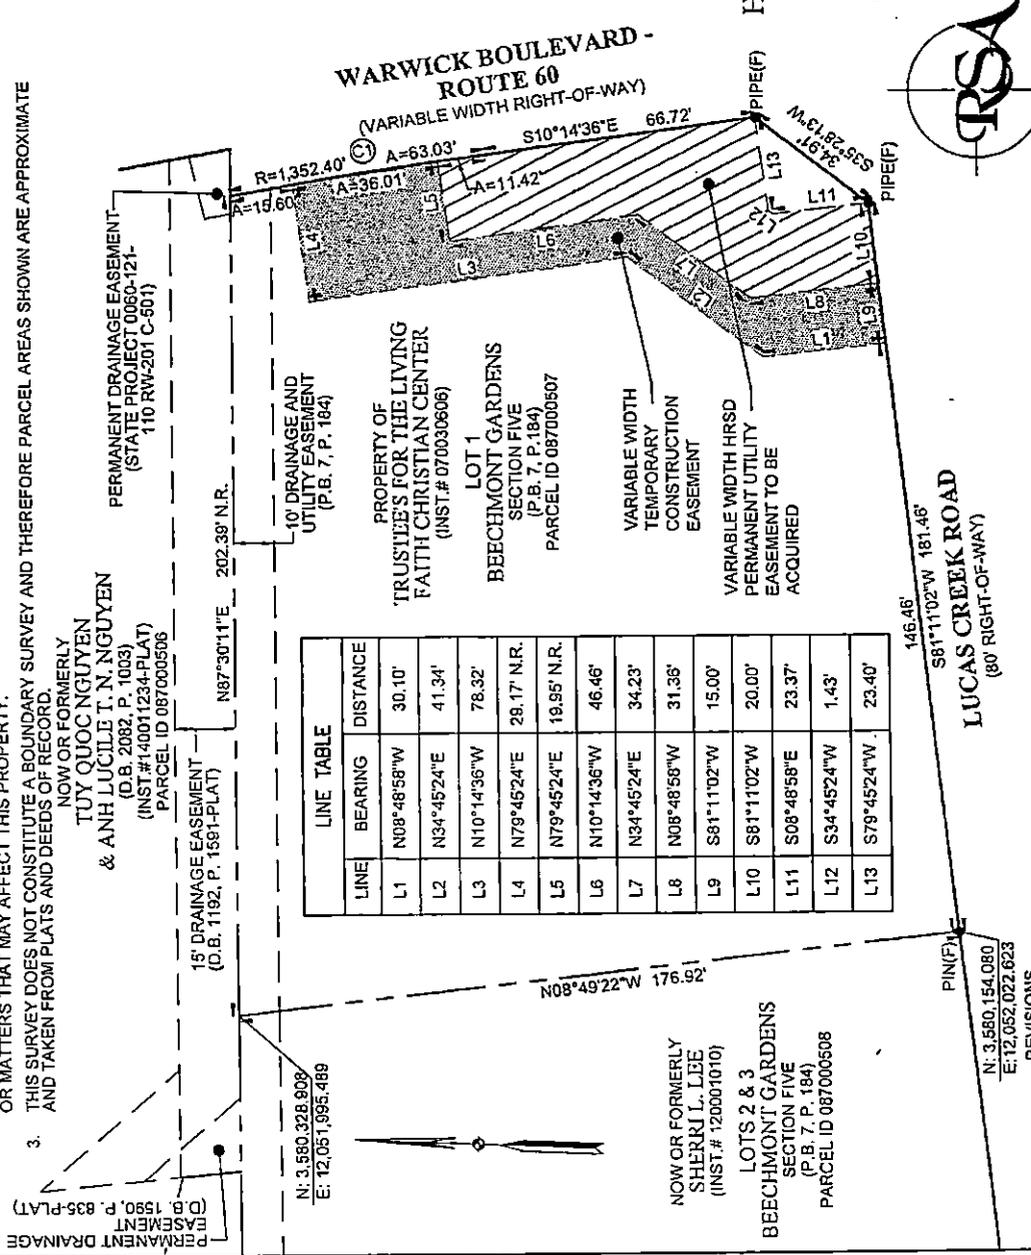 OR MATTERS THAT MAY AFFECT THIS PROPERTY.
3. THIS SURVEY DOES NOT CONSTITUTE A BOUNDARY SURVEY AND THEREFORE PARCEL AREAS SHOWN ARE APPROXIMATE
AND TAKEN FROM PLATS AND DEEDS OF RECORD.
NOW OR FORMERLY
TUY QUOC NGUYEN
& ANH LUCILE T. N. NGUYEN
(D.B. 2082, P. 1003)
(INST.#140011234-PLAT)
PARCEL ID 087000506
PERMANENT DRAINAGE EASEMENT
(STATE PROJECT 0060-121-
110 RW-201 C-501)
WARWICK BOULEVARD -
ROUTE 60
(VARIABLE WIDTH RIGHT-OF-WAY)
PERMANENT DRAINAGE
EASEMENT
(D.B. 1590, P. 835-PLAT)
15' DRAINAGE EASEMENT
(D.B. 1192, P. 1591-PLAT)
N87°30'11"E 202.39' N.R.
10' DRAINAGE AND
UTILITY EASEMENT
(P.B. 7, P. 184)
R=1,352.40'
C1
A=63.03'
A=15.60'
A=36.01'
A=11.42'
S10°14'36"E 66.72'
PIPE(F)
S35°28'13"W
34.91'
PIPE(F)
L4
L5
L3
L6
L7
L2
L8
L1
L9
L10
L11
L12
L13
PROPERTY OF
TRUSTEE'S FOR THE LIVING
FAITH CHRISTIAN CENTER
(INST.# 070030606)
LOT 1
BEECHMONT GARDENS
SECTION FIVE
(P.B. 7, P.184)
PARCEL ID 087000507
VARIABLE WIDTH
TEMPORARY
CONSTRUCTION
EASEMENT
VARIABLE WIDTH HRSD
PERMANENT UTILITY
EASEMENT TO BE
ACQUIRED
LINE TABLE
LINE BEARING DISTANCE
L1 N08°48'58"W 30.10'
L2 N34°45'24"E 41.34'
L3 N10°14'36"W 78.32'
L4 N79°45'24"E 29.17' N.R.
L5 N79°45'24"E 19.95' N.R.
L6 N10°14'36"W 46.46'
L7 N34°45'24"E 34.23'
L8 N08°48'58"W 31.36'
L9 S81°11'02"W 15.00'
L10 S81°11'02"W 20.00'
L11 S08°48'58"E 23.37'
L12 S34°45'24"W 1.43'
L13 S79°45'24"W 23.40'
N: 3,580,328.908
E: 12,051,995.489
N08°49'22"W 176.92'
NOW OR FORMERLY
SHERRI L. LEE
(INST.# 120001010)
LOTS 2 & 3
BEECHMONT GARDENS
SECTION FIVE
(P.B. 7, P. 184)
PARCEL ID 087000508
PIN(F)
N: 3,580,154.080
E: 12,052,022.623
146.46'
S81°11'02"W 181.46'
LUCAS CREEK ROAD
(80' RIGHT-OF-WAY)
REVISIONS
H
RSA